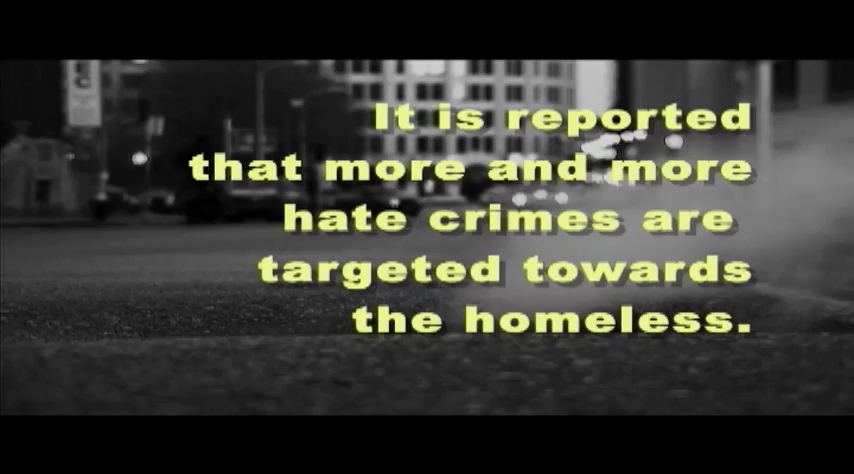 It is reported
that more and more
hate crimes are
targeted towards
the homeless.